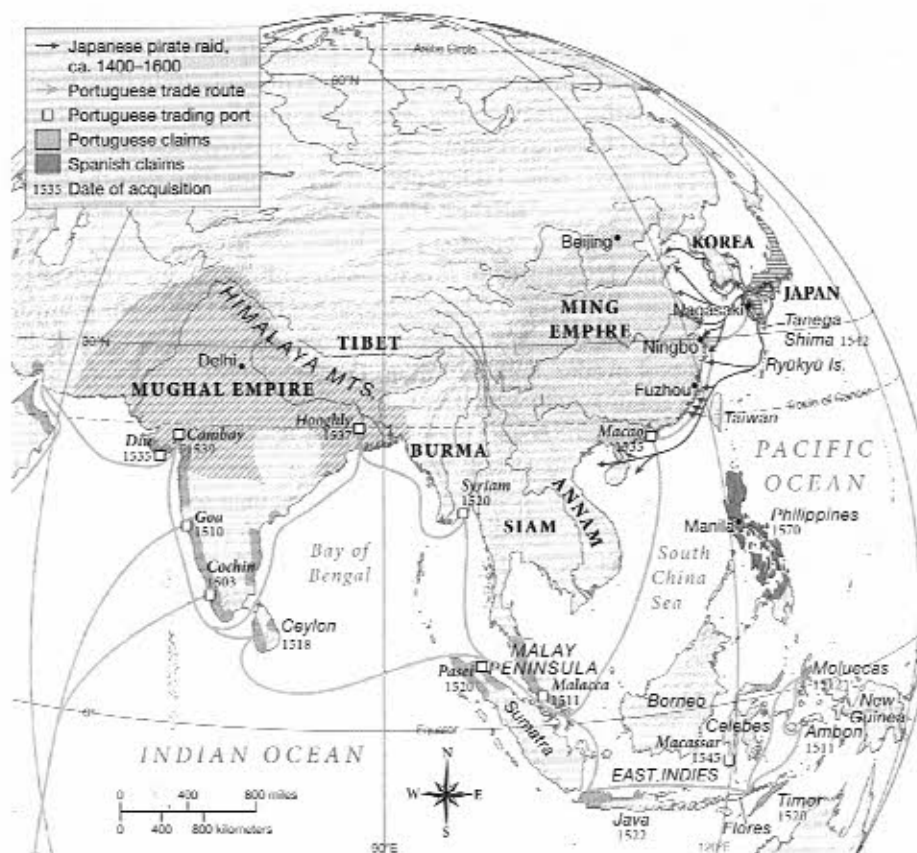 Japanese pirate raid,
ca. 1400–1600
Portuguese trade route
Portuguese trading port
Portuguese claims
Spanish claims
1535 Date of acquisition
Arctic Circle
60°N
Beijing
KOREA
JAPAN
Nagasaki
MING
EMPIRE
Tanega
Shima 1542
HIMALAYA MTS.
TIBET
30°N
Ningbo
Ryūkyū Is.
Delhi
MUGHAL EMPIRE
Fuzhou
Taiwan
Hooghly
1537
Macao
Diu
1535
Cambay
BURMA
PACIFIC
OCEAN
Syriam
1520
ANNAM
SIAM
Goa
1510
Manila
Philippines
1570
Bay of
Bengal
South
China
Sea
Cochin
1503
Ceylon
1518
MALAY
PENINSULA
Pasei
1520
Malacca
1511
Moluccas
Borneo
New
Guinea
Sumatra
Celebes
Ambon
1511
0°
Equator
Macassar
1545
INDIAN OCEAN
N
W
E
S
EAST INDIES
0 400 800 miles
0 400 800 kilometers
Java
1522
Timor
1520
Flores
90°E
120°E